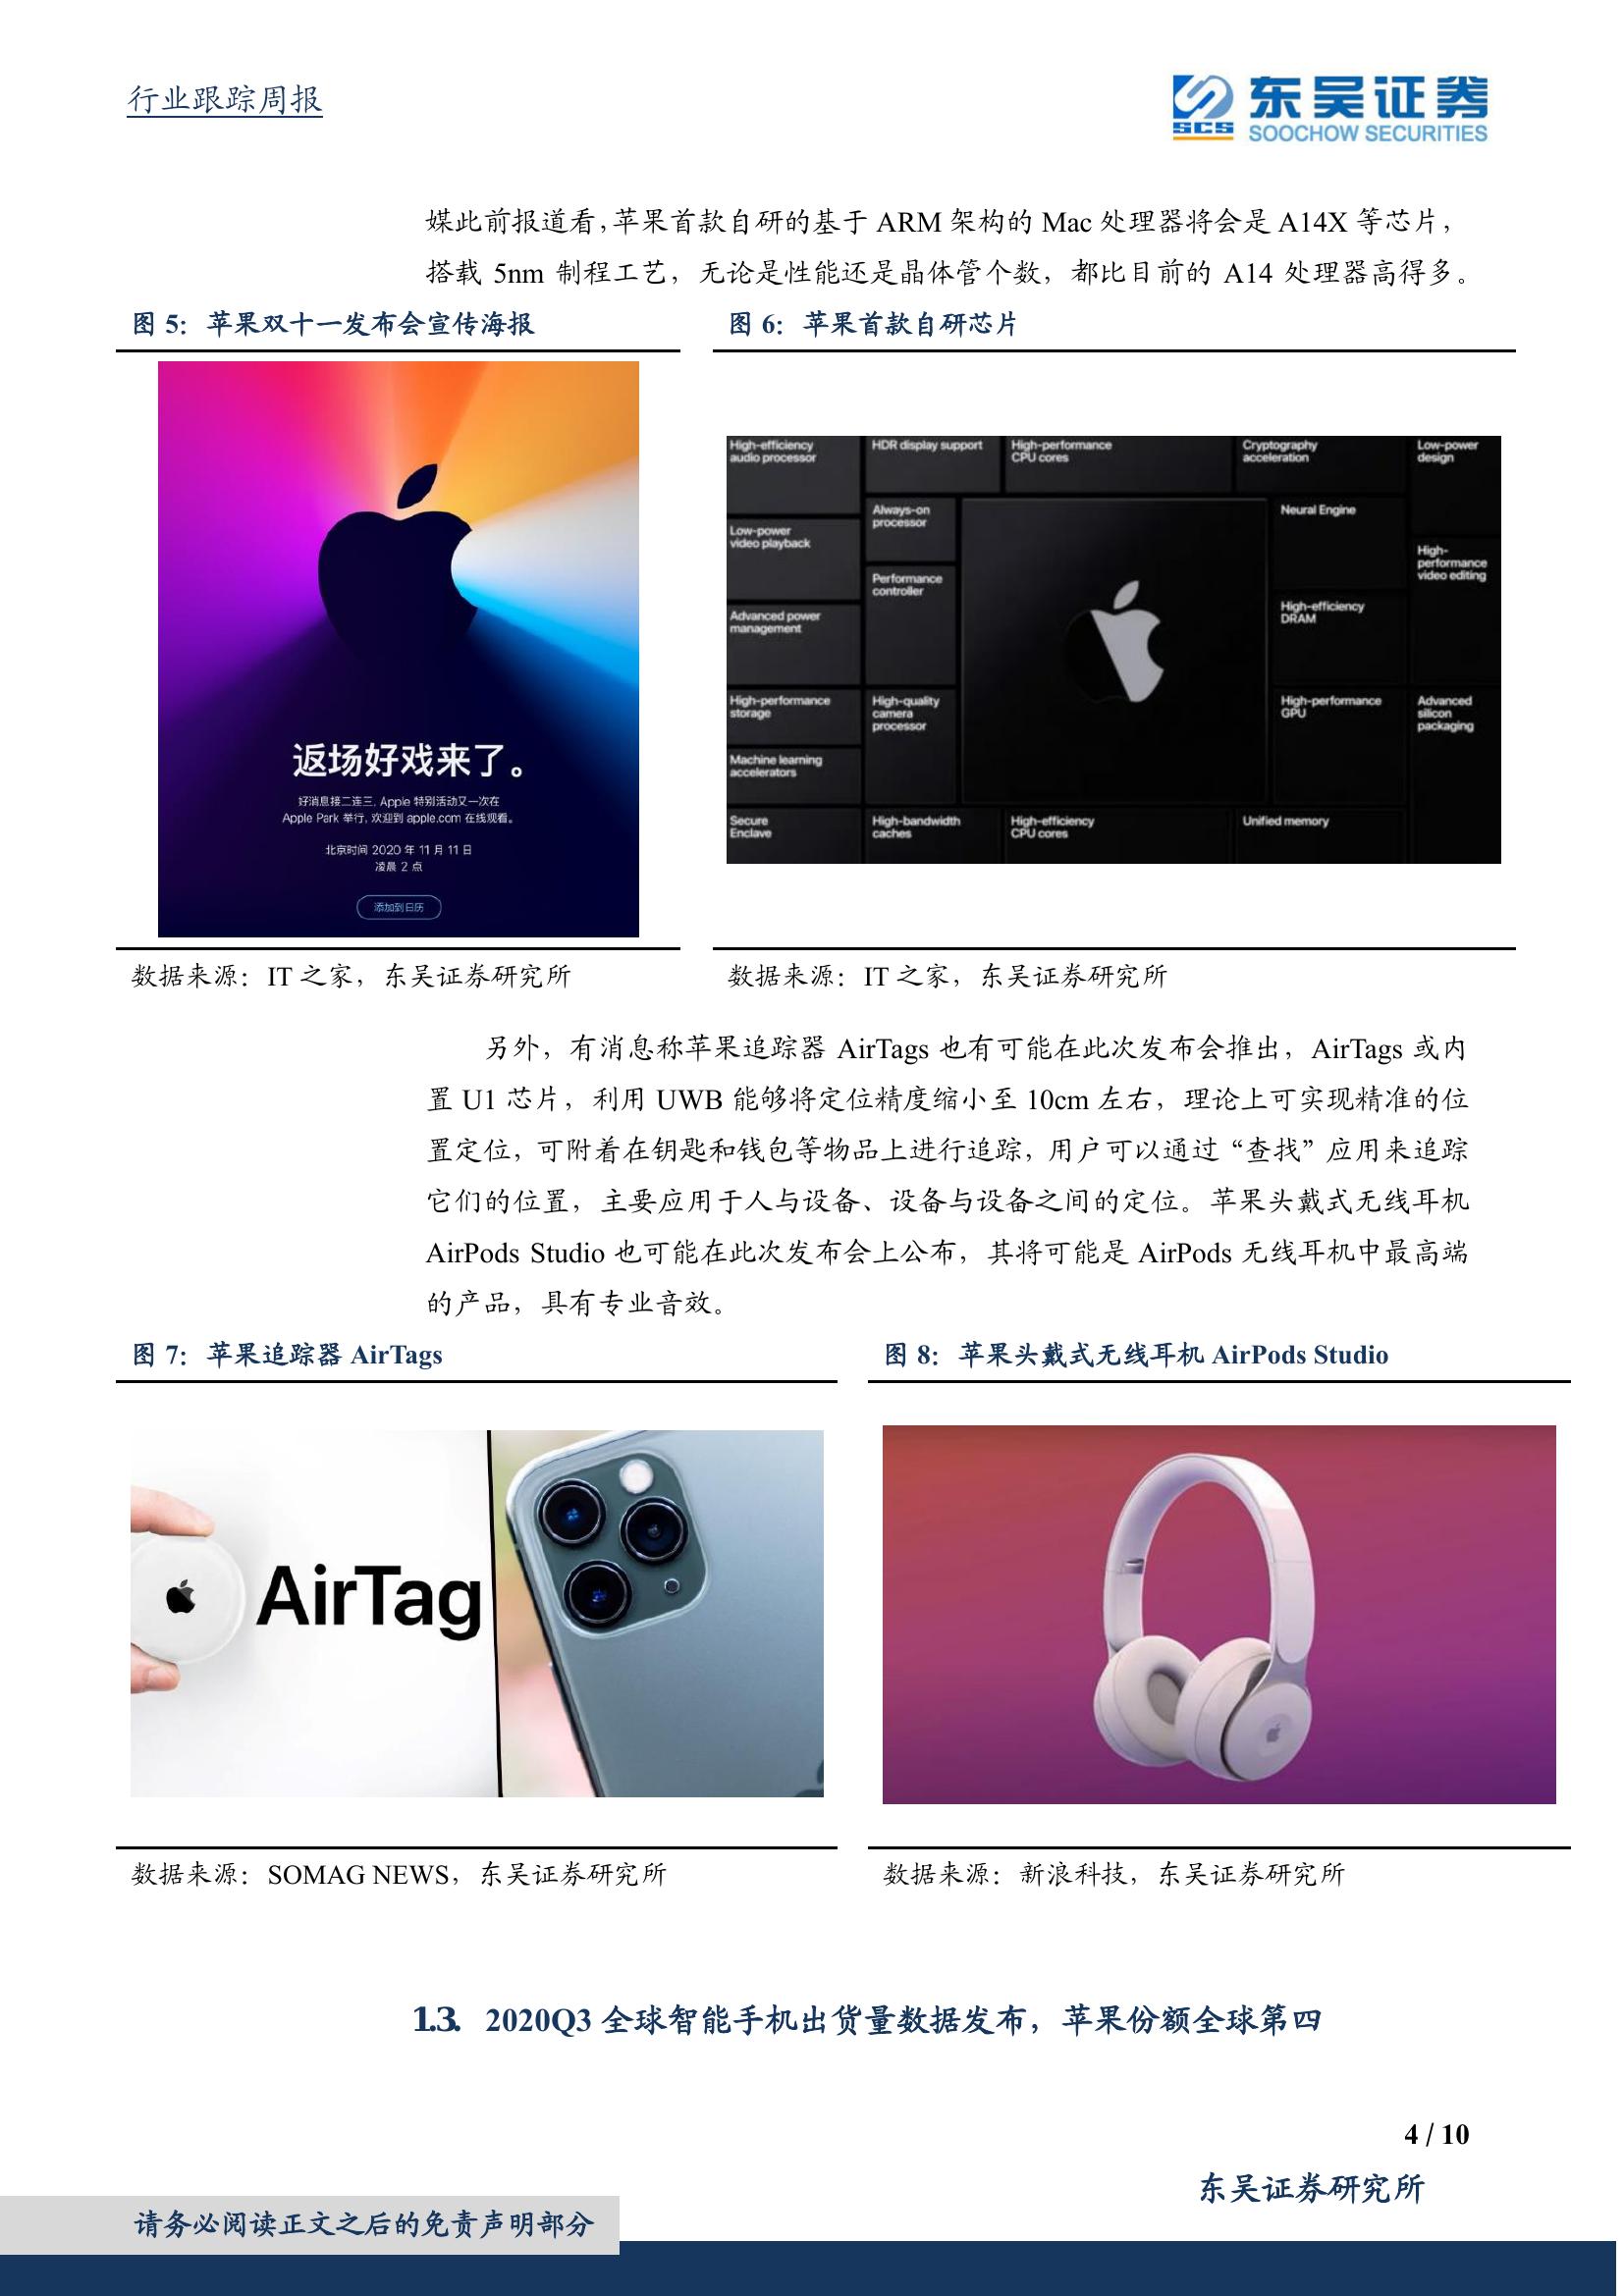 行业跟踪周报
东吴证券
SCS
SOOCHOW SECURITIES
媒此前报道看，苹果首款自研的基于 ARM 架构的 Mac 处理器将会是 A14X 等芯片，
搭载 5nm 制程工艺，无论是性能还是晶体管个数，都比目前的 A14 处理器高得多。
图 5：苹果双十一发布会宣传海报
返场好戏来了。
好消息接二连三, Apple 特别活动又一次在
Apple Park 举行, 欢迎到 apple.com 在线观看。
北京时间 2020 年 11 月 11 日
凌晨 2 点
添加到日历
数据来源：IT 之家，东吴证券研究所
图 6：苹果首款自研芯片
High-efficiency
audio processor
HDR display support
High-performance
CPU cores
Cryptography
acceleration
Low-power
design
Always-on
processor
Neural Engine
Low-power
video playback
High-
performance
video editing
Performance
controller
High-efficiency
DRAM
Advanced power
management
High-performance
storage
High-quality
camera
processor
High-performance
GPU
Advanced
silicon
packaging
Machine learning
accelerators
Secure
Enclave
High-bandwidth
caches
High-efficiency
CPU cores
Unified memory
数据来源：IT 之家，东吴证券研究所
另外，有消息称苹果追踪器 AirTags 也有可能在此次发布会推出，AirTags 或内
置 U1 芯片，利用 UWB 能够将定位精度缩小至 10cm 左右，理论上可实现精准的位
置定位，可附着在钥匙和钱包等物品上进行追踪，用户可以通过“查找”应用来追踪
它们的位置，主要应用于人与设备、设备与设备之间的定位。苹果头戴式无线耳机
AirPods Studio 也可能在此次发布会上公布，其将可能是 AirPods 无线耳机中最高端
的产品，具有专业音效。
图 7：苹果追踪器 AirTags
AirTag
数据来源：SOMAG NEWS，东吴证券研究所
图 8：苹果头戴式无线耳机 AirPods Studio
数据来源：新浪科技，东吴证券研究所
1.3. 2020Q3 全球智能手机出货量数据发布，苹果份额全球第四
4 / 10
东吴证券研究所
请务必阅读正文之后的免责声明部分